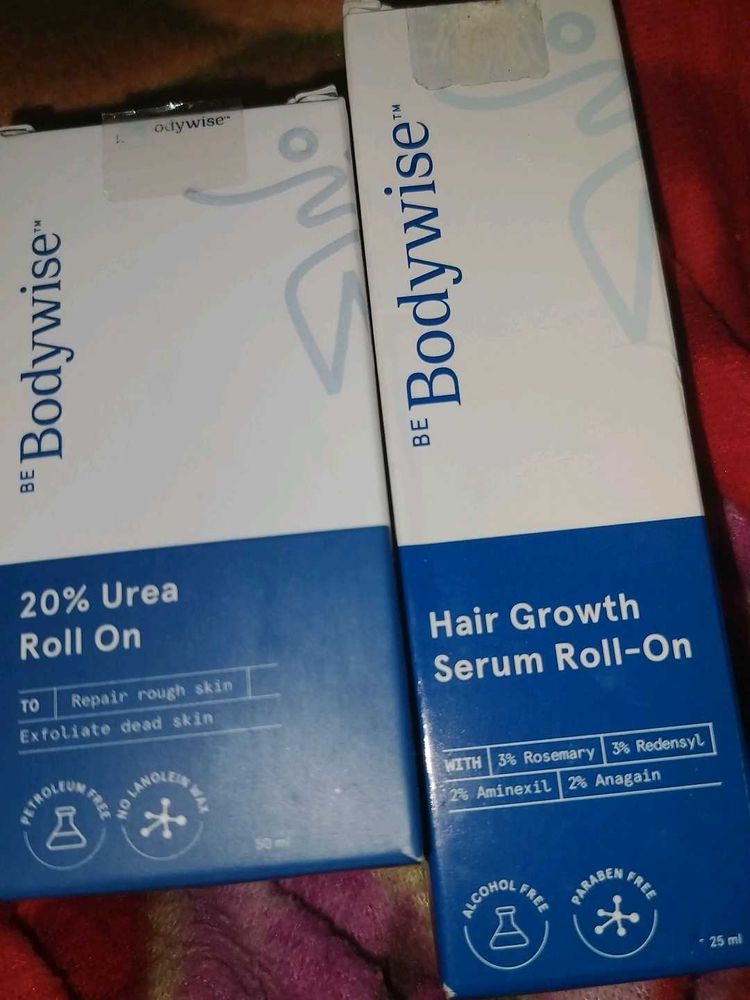 odywise™
BE Bodywise™
20% Urea
Roll On
TO Repair rough skin
Exfoliate dead skin
PETROLEUM FREE
NO LANOLEIN WAX
50 ml
BE Bodywise™
Hair Growth
Serum Roll-On
WITH 3% Rosemary 3% Redensyl
2% Aminexil 2% Anagain
ALCOHOL FREE
PARABEN FREE
25 ml